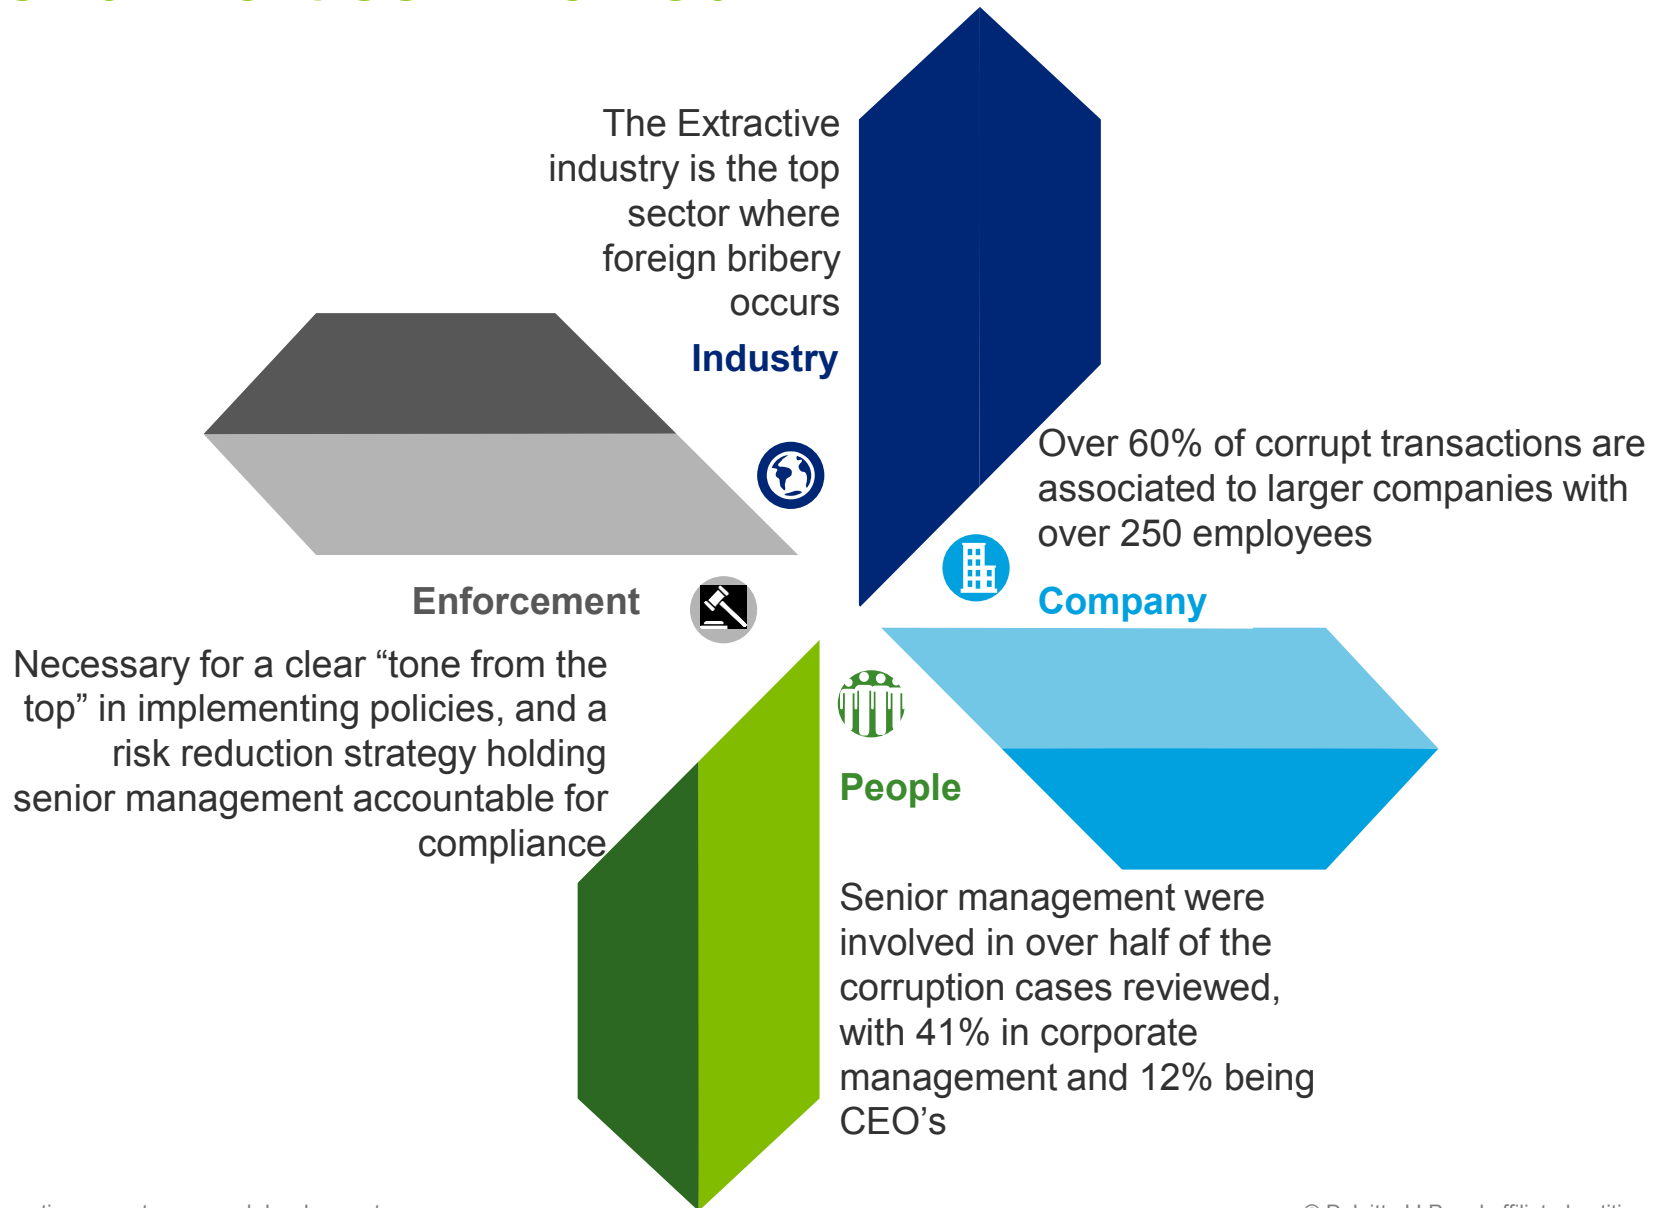 The Extractive
industry is the top
sector where
foreign bribery
occurs
Industry
Over 60% of corrupt transactions are
associated to larger companies with
over 250 employees
Company
Enforcement
Necessary for a clear “tone from the
top” in implementing policies, and a
risk reduction strategy holding
senior management accountable for
compliance
People
Senior management were
involved in over half of the
corruption cases reviewed,
with 41% in corporate
management and 12% being
CEO’s